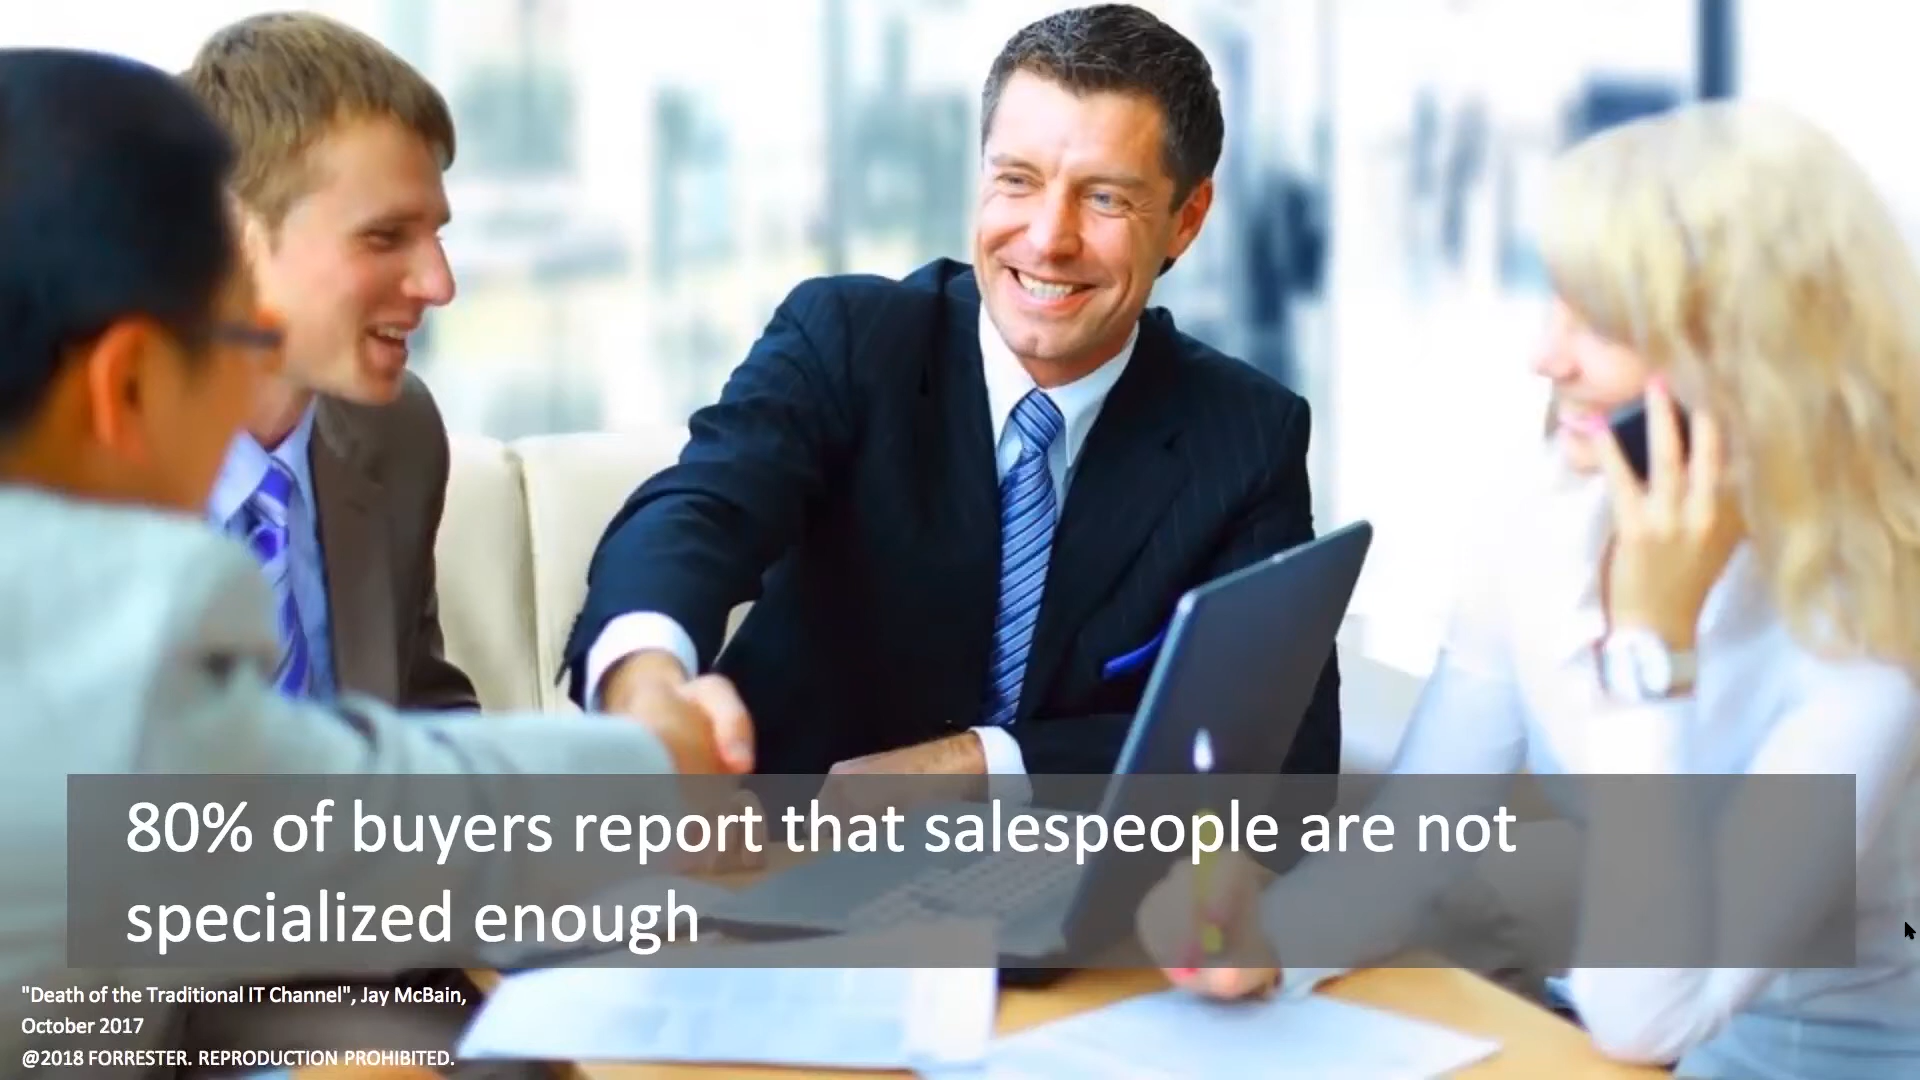 80% of buyers report that salespeople are not
specialized enough
"Death of the Traditional IT Channel", Jay McBain,
October 2017
@2018 FORRESTER. REPRODUCTION PROHIBITED.